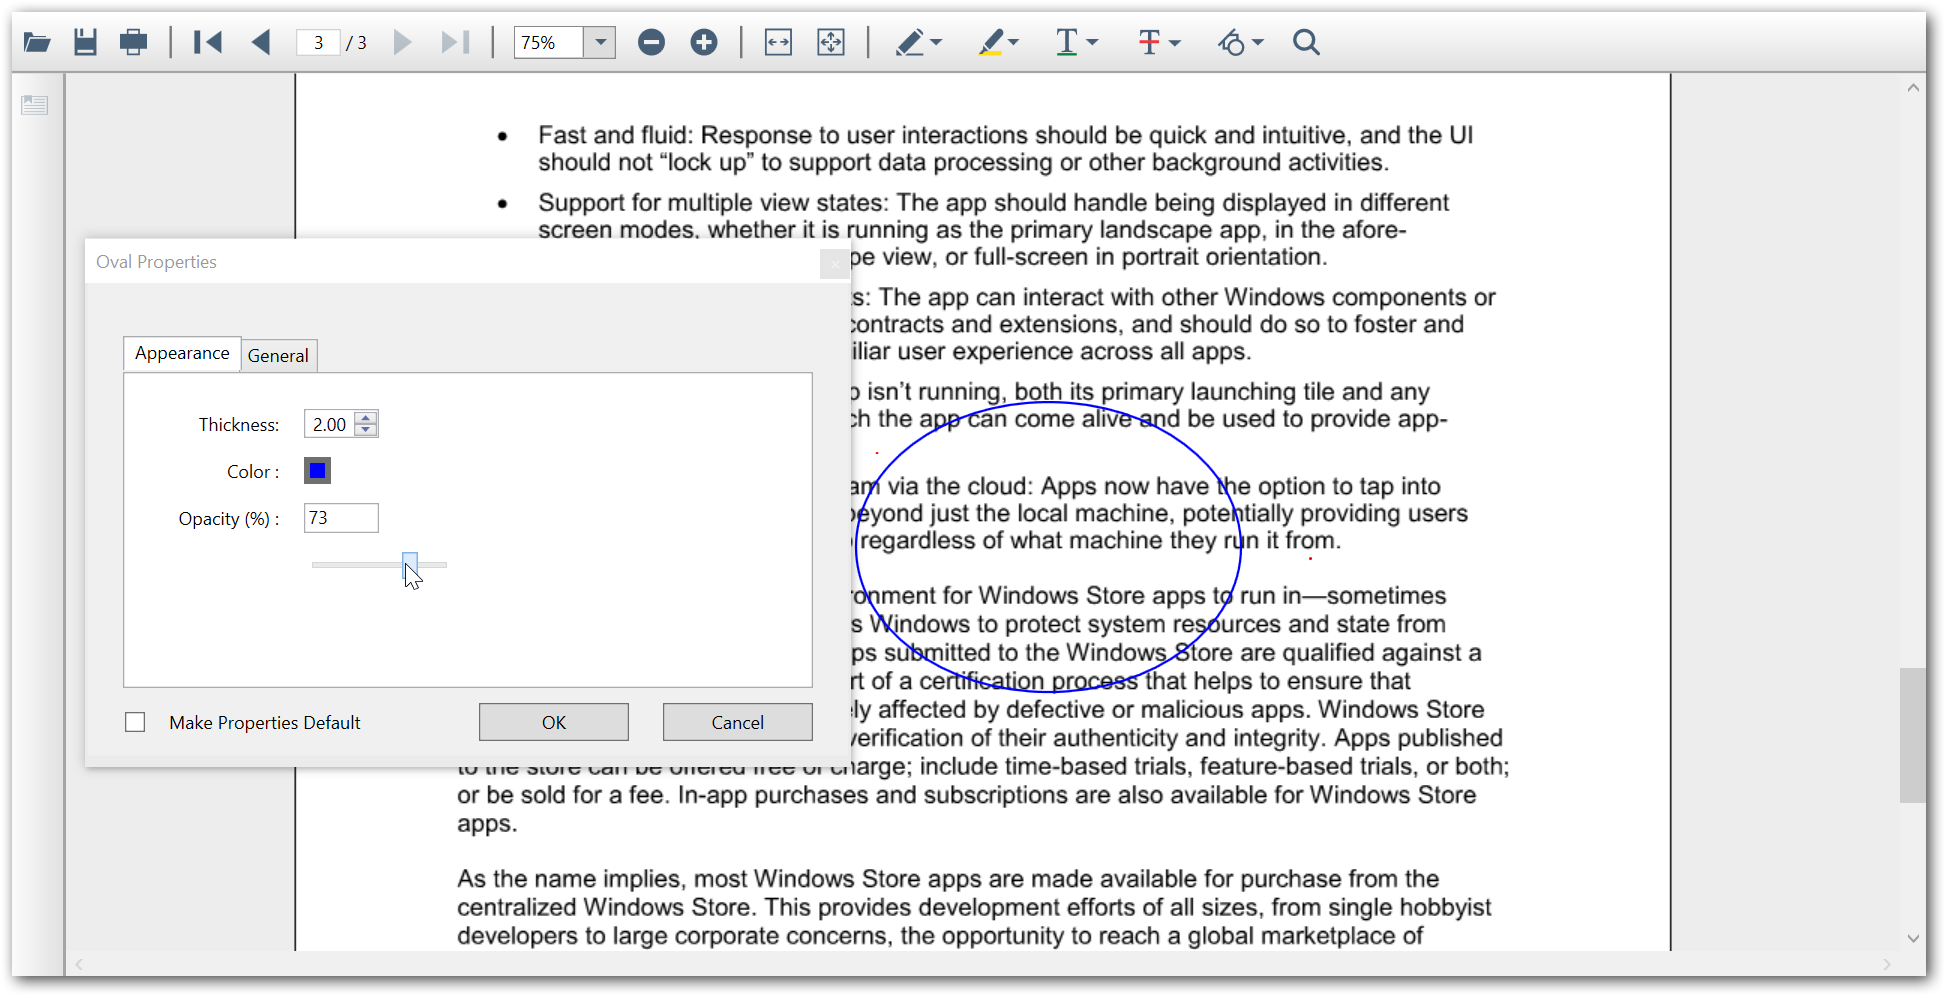 3 / 3
75%
• Fast and fluid: Response to user interactions should be quick and intuitive, and the UI
should not “lock up” to support data processing or other background activities.
• Support for multiple view states: The app should handle being displayed in different
screen modes, whether it is running as the primary landscape app, in the afore-
pe view, or full-screen in portrait orientation.
s: The app can interact with other Windows components or
contracts and extensions, and should do so to foster and
iliar user experience across all apps.
isn’t running, both its primary launching tile and any
ch the app can come alive and be used to provide app-
am via the cloud: Apps now have the option to tap into
beyond just the local machine, potentially providing users
regardless of what machine they run it from.
ronment for Windows Store apps to run in—sometimes
s Windows to protect system resources and state from
ps submitted to the Windows Store are qualified against a
rt of a certification process that helps to ensure that
ly affected by defective or malicious apps. Windows Store
verification of their authenticity and integrity. Apps published
to the store can be offered free of charge; include time-based trials, feature-based trials, or both;
or be sold for a fee. In-app purchases and subscriptions are also available for Windows Store
apps.
As the name implies, most Windows Store apps are made available for purchase from the
centralized Windows Store. This provides development efforts of all sizes, from single hobbyist
developers to large corporate concerns, the opportunity to reach a global marketplace of
Oval Properties
Appearance General
Thickness: 2.00
Color :
Opacity (%) : 73
Make Properties Default OK Cancel